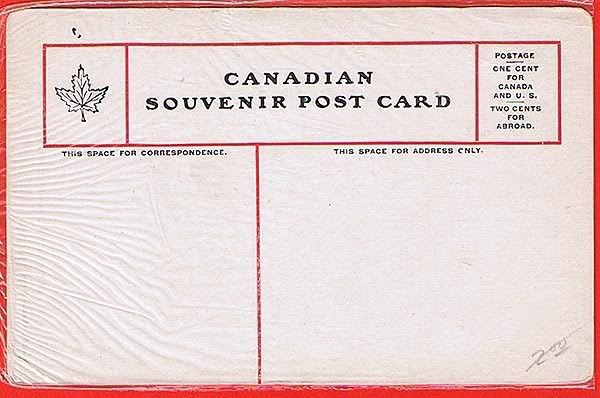 CANADIAN
SOUVENIR POST CARD
POSTAGE
ONE CENT
FOR
CANADA
AND U. S.
TWO CENTS
FOR
ABROAD.
THIS SPACE FOR CORRESPONDENCE.
THIS SPACE FOR ADDRESS ONLY.